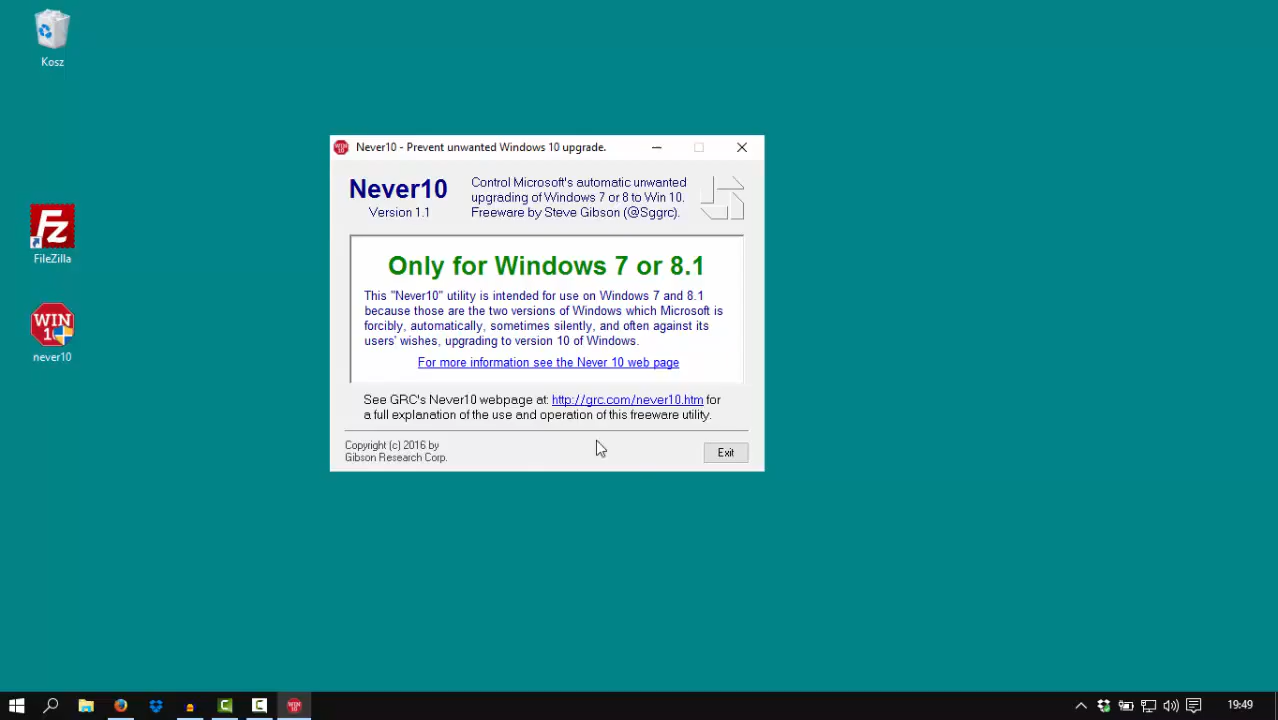 Kosz
FileZilla
WIN
10
never10
Never10 - Prevent unwanted Windows 10 upgrade.
Never10
Version 1.1
Control Microsoft's automatic unwanted
upgrading of Windows 7 or 8 to Win 10.
Freeware by Steve Gibson (@Sggrc).
Only for Windows 7 or 8.1
This "Never10" utility is intended for use on Windows 7 and 8.1
because those are the two versions of Windows which Microsoft is
forcibly, automatically, sometimes silently, and often against its
users' wishes, upgrading to version 10 of Windows.
For more information see the Never 10 web page
See GRC's Never10 webpage at: http://grc.com/never10.htm for
a full explanation of the use and operation of this freeware utility.
Copyright (c) 2016 by
Gibson Research Corp.
Exit
19:49